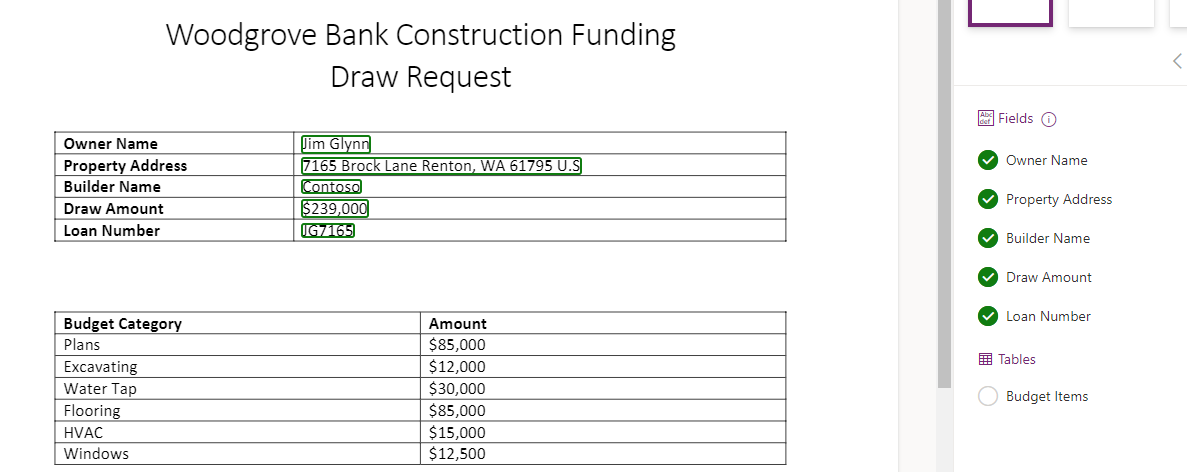 Woodgrove Bank Construction Funding
Draw Request
Owner Name Jim Glynn
Property Address 7165 Brock Lane Renton, WA 61795 U.S
Builder Name Contoso
Draw Amount $239,000
Loan Number JG7165
Budget Category Amount
Plans $85,000
Excavating $12,000
Water Tap $30,000
Flooring $85,000
HVAC $15,000
Windows $12,500
Abc
def
Fields
Owner Name
Property Address
Builder Name
Draw Amount
Loan Number
Tables
Budget Items